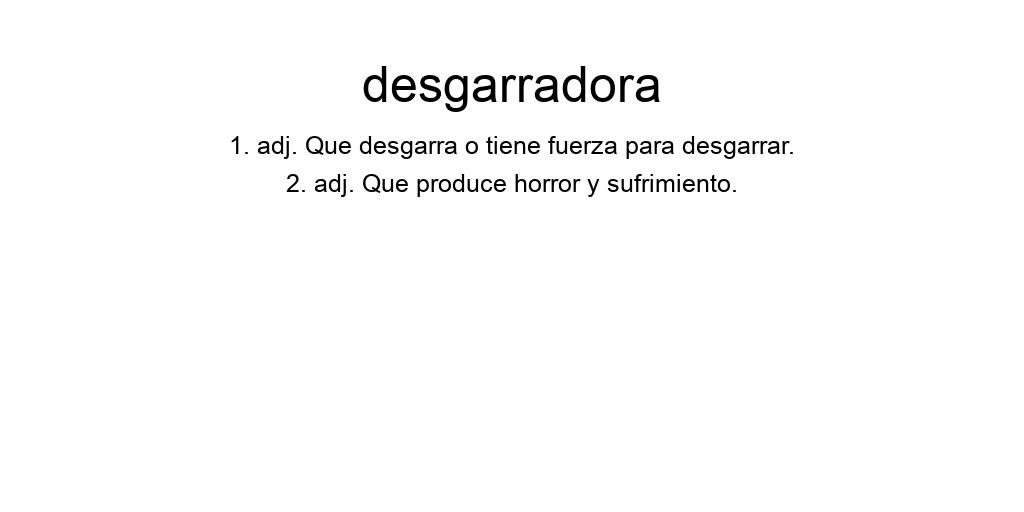 desgarradora
1. adj. Que desgarra o tiene fuerza para desgarrar.
2. adj. Que produce horror y sufrimiento.